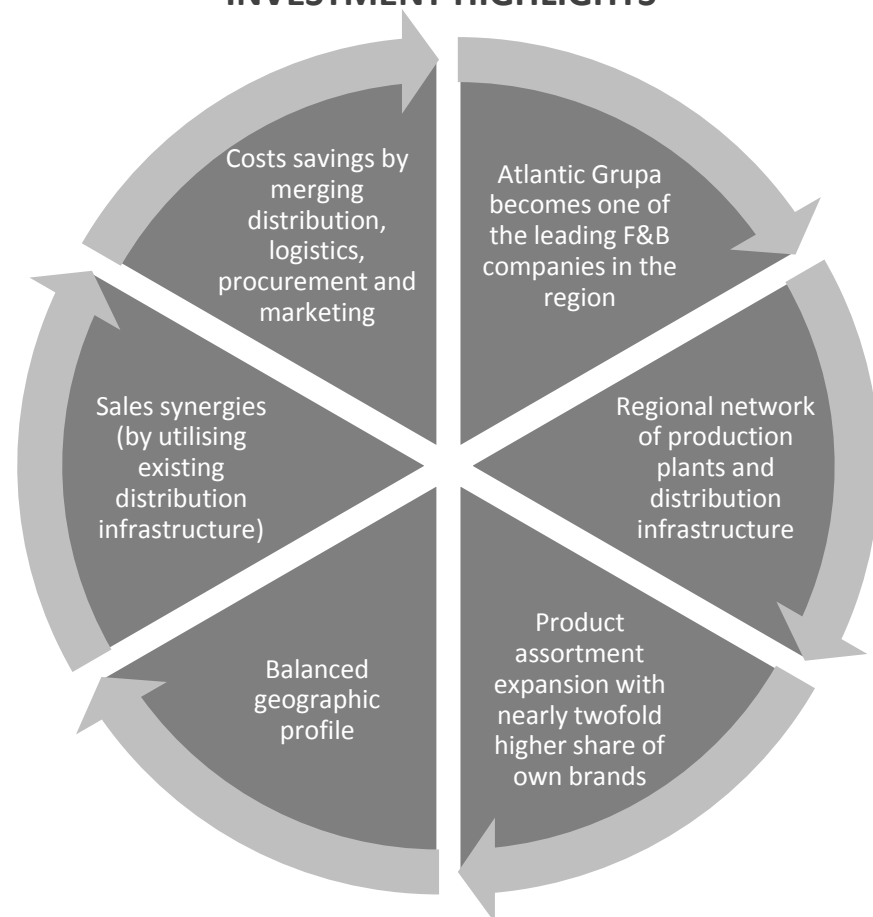 INVESTMENT HIGHLIGHTS
Atlantic Grupa
becomes one of
the leading F&B
companies in the
region
Regional network
of production
plants and
distribution
infrastructure
Product
assortment
expansion with
nearly twofold
higher share of
own brands
Balanced
geographic
profile
Sales synergies
(by utilising
existing
distribution
infrastructure)
Costs savings by
merging
distribution,
logistics,
procurement and
marketing